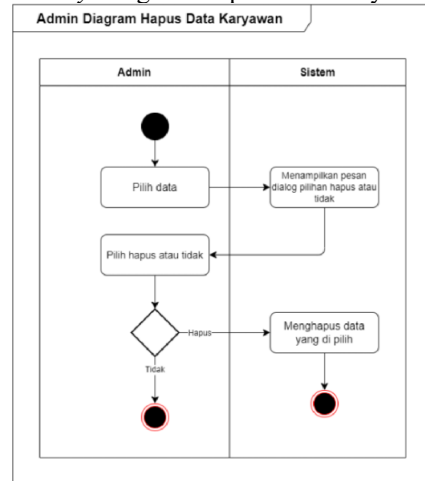 Admin Diagram Hapus Data Karyawan
Admin
Sistem
Pilih data
Menampilkan pesan
dialog pilihan hapus atau
tidak
Pilih hapus atau tidak
Hapus
Menghapus data
yang di pilih
Tidak